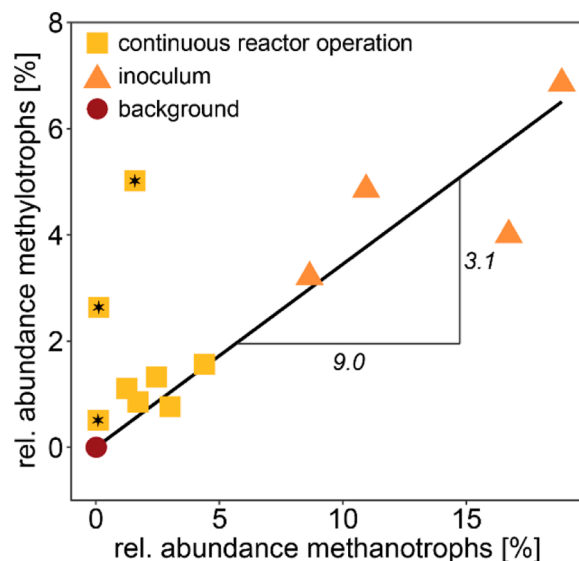 8
6
4
2
0
rel. abundance methylotrophs [%]
continuous reactor operation
inoculum
background
3.1
9.0
0 5 10 15
rel. abundance methanotrophs [%]